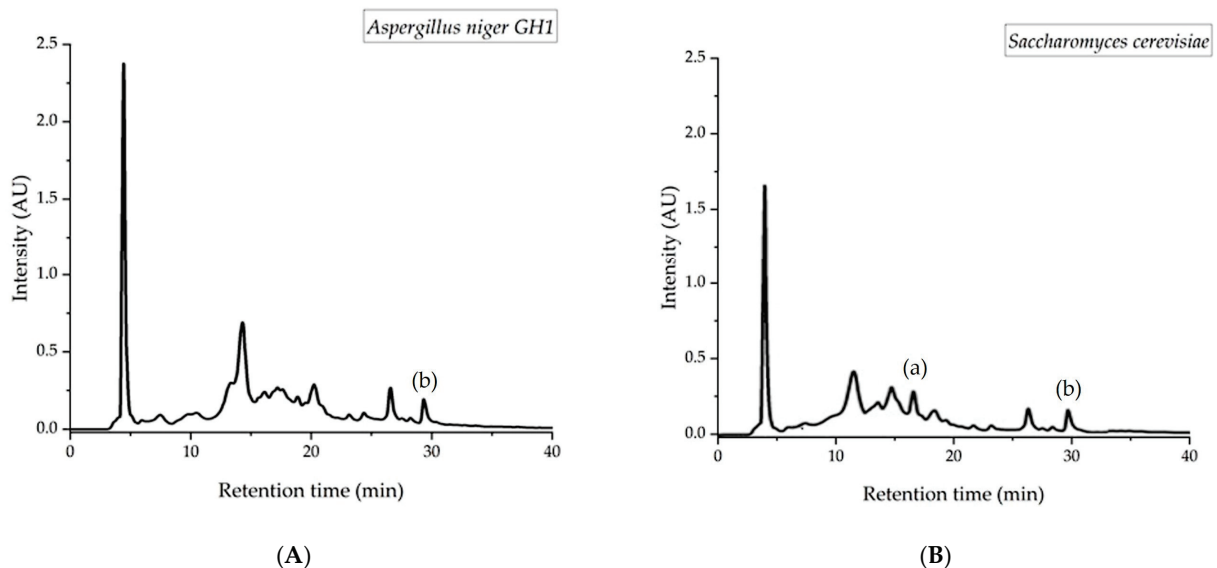 Aspergillus niger GH1
2.5
2.0
1.5
1.0
0.5
0.0
Intensity (AU)
(b)
0 10 20 30 40
Retention time (min)
(A)
Saccharomyces cerevisiae
2.5
2.0
1.5
1.0
0.5
0.0
Intensity (AU)
(a)
(b)
0 10 20 30 40
Retention time (min)
(B)